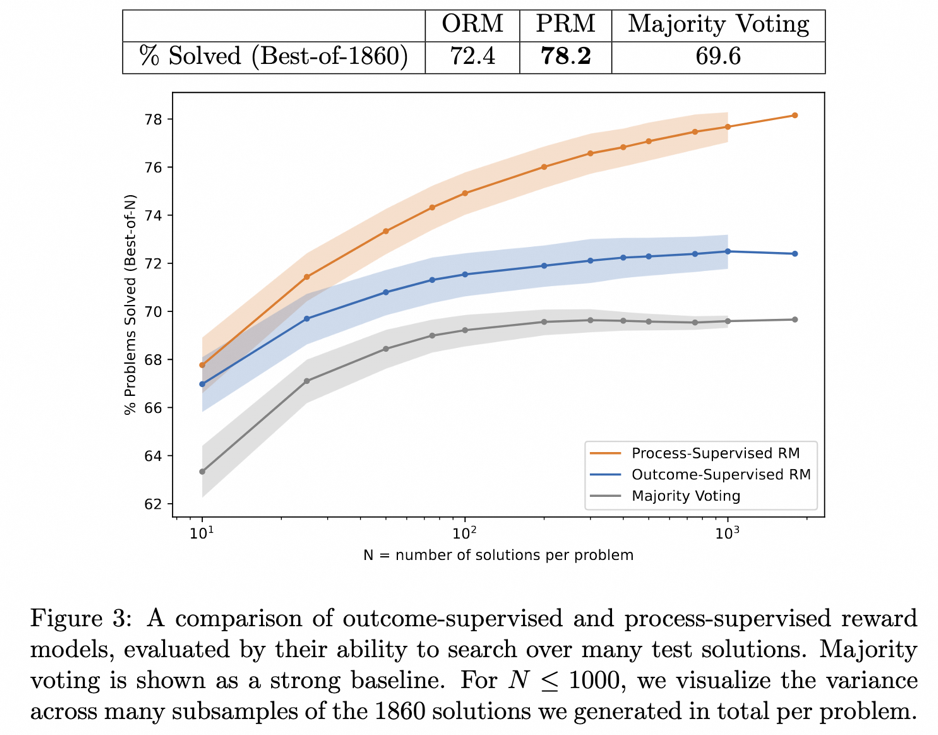 ORM PRM Majority Voting
% Solved (Best-of-1860) 72.4 78.2 69.6
% Problems Solved (Best-of-N)
78
76
74
72
70
68
66
64
62
Process-Supervised RM
Outcome-Supervised RM
Majority Voting
10¹ 10² 10³
N = number of solutions per problem
Figure 3: A comparison of outcome-supervised and process-supervised reward
models, evaluated by their ability to search over many test solutions. Majority
voting is shown as a strong baseline. For N ≤ 1000, we visualize the variance
across many subsamples of the 1860 solutions we generated in total per problem.